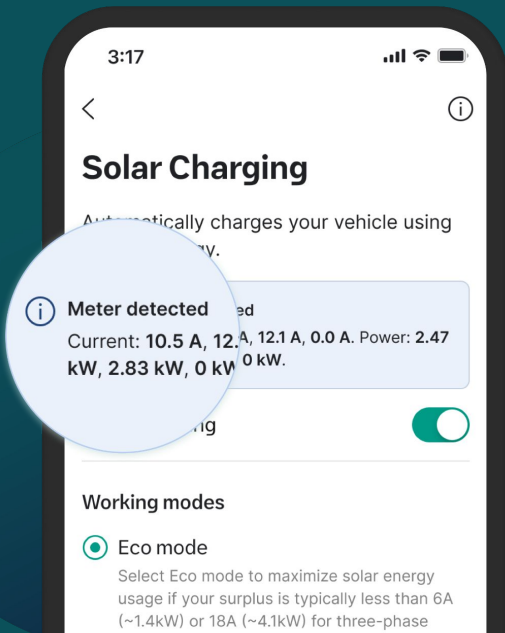 3:17
Solar Charging
Automatically charges your vehicle using
Meter detected
Current: 10.5 A, 12.
kW, 2.83 kW, 0 kW
ed
A, 12.1 A, 0.0 A. Power: 2.47
0 kW.
Working modes
Eco mode
Select Eco mode to maximize solar energy
usage if your surplus is typically less than 6A
(~1.4kW) or 18A (~4.1kW) for three-phase